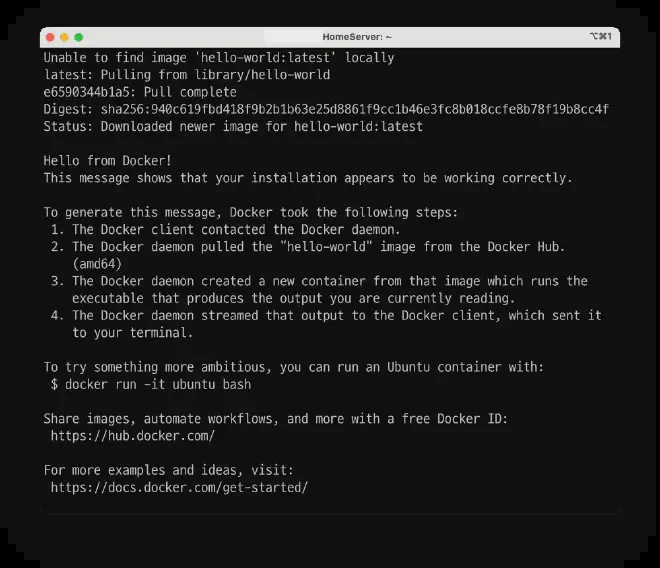 HomeServer: ~
⌥⌘1
Unable to find image 'hello-world:latest' locally
latest: Pulling from library/hello-world
e6590344b1a5: Pull complete
Digest: sha256:940c619fbd418f9b2b1b63e25d8861f9cc1b46e3fc8b018ccfe8b78f19b8cc4f
Status: Downloaded newer image for hello-world:latest

Hello from Docker!
This message shows that your installation appears to be working correctly.

To generate this message, Docker took the following steps:
 1. The Docker client contacted the Docker daemon.
 2. The Docker daemon pulled the "hello-world" image from the Docker Hub.
    (amd64)
 3. The Docker daemon created a new container from that image which runs the
    executable that produces the output you are currently reading.
 4. The Docker daemon streamed that output to the Docker client, which sent it
    to your terminal.

To try something more ambitious, you can run an Ubuntu container with:
 $ docker run -it ubuntu bash

Share images, automate workflows, and more with a free Docker ID:
 https://hub.docker.com/

For more examples and ideas, visit:
 https://docs.docker.com/get-started/